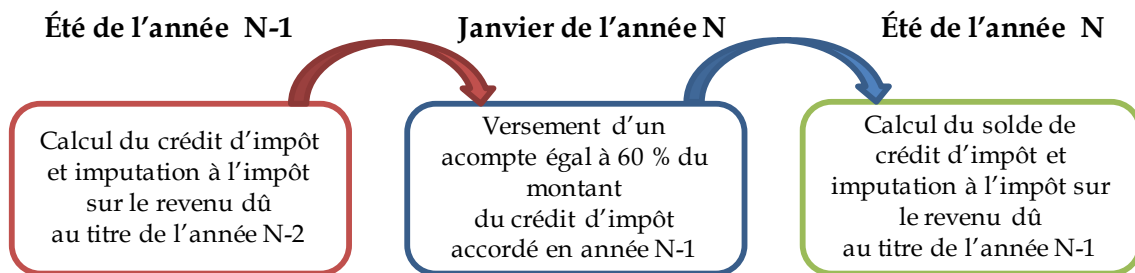 Été de l’année N-1
Janvier de l’année N
Été de l’année N
Calcul du crédit d’impôt
et imputation à l’impôt
sur le revenu dû
au titre de l’année N-2
Versement d’un
acompte égal à 60 % du
montant
du crédit d’impôt
accordé en année N-1
Calcul du solde de
crédit d’impôt et
imputation à l’impôt sur
le revenu dû
au titre de l’année N-1